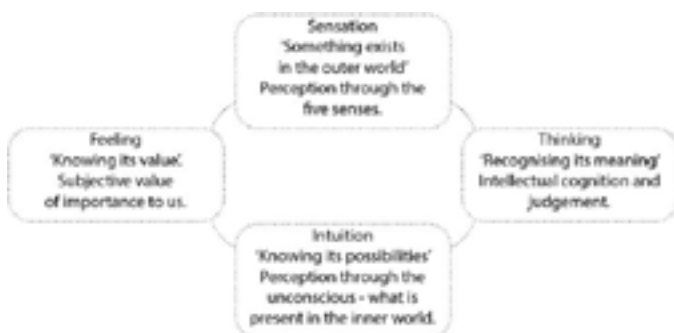 Sensation
'Something exists
in the outer world'
Perception through the
five senses.
Feeling
'Knowing its value'.
Subjective value
of importance to us.
Thinking
'Recognising its meaning'
Intellectual cognition and
judgement.
Intuition
'Knowing its possibilities'
Perception through the
unconscious - what is
present in the inner world.